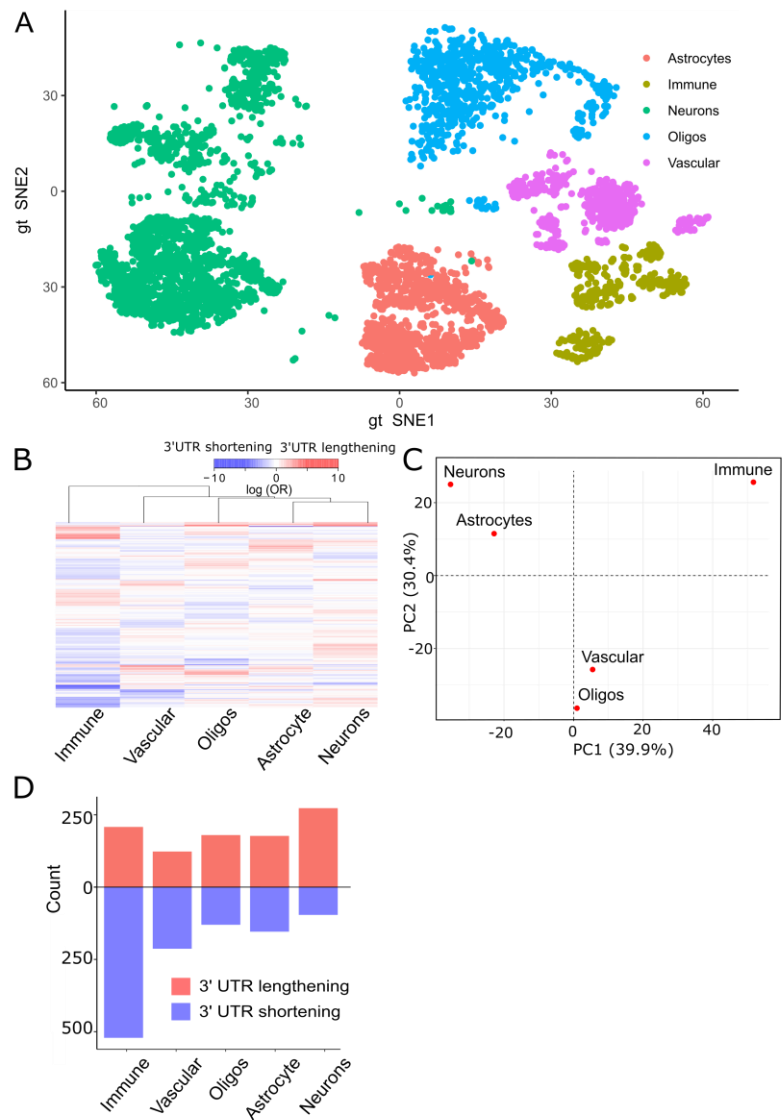 A
gt SNE2
30
0
30
60
60
30
0
30
60
gt SNE1
Astrocytes
Immune
Neurons
Oligos
Vascular
B
3'UTR shortening 3'UTR lengthening
-10 0 10
log (OR)
Immune
Vascular
Oligos
Astrocyte
Neurons
C
Neurons
Immune
Astrocytes
Vascular
Oligos
PC2 (30.4%)
20
0
-20
-20 0 20 40
PC1 (39.9%)
D
Count
250
0
250
500
3' UTR lengthening
3' UTR shortening
Immune
Vascular
Oligos
Astrocyte
Neurons